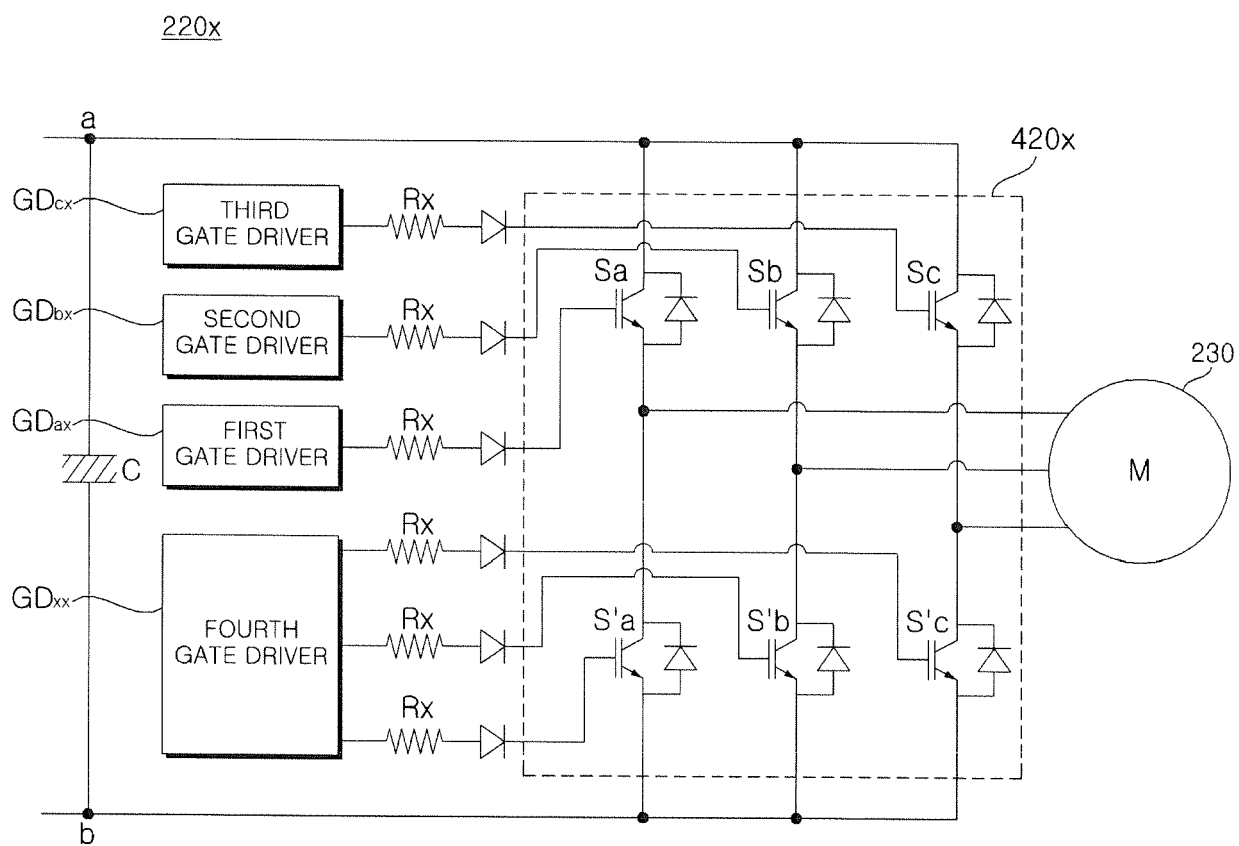 220x
a
420x
GDcx
THIRD
GATE DRIVER
Rx
Sa
Sb
Sc
GDbx
SECOND
GATE DRIVER
Rx
230
GDax
FIRST
GATE DRIVER
Rx
C
M
Rx
GDxx
FOURTH
GATE DRIVER
Rx
S'a
S'b
S'c
Rx
b